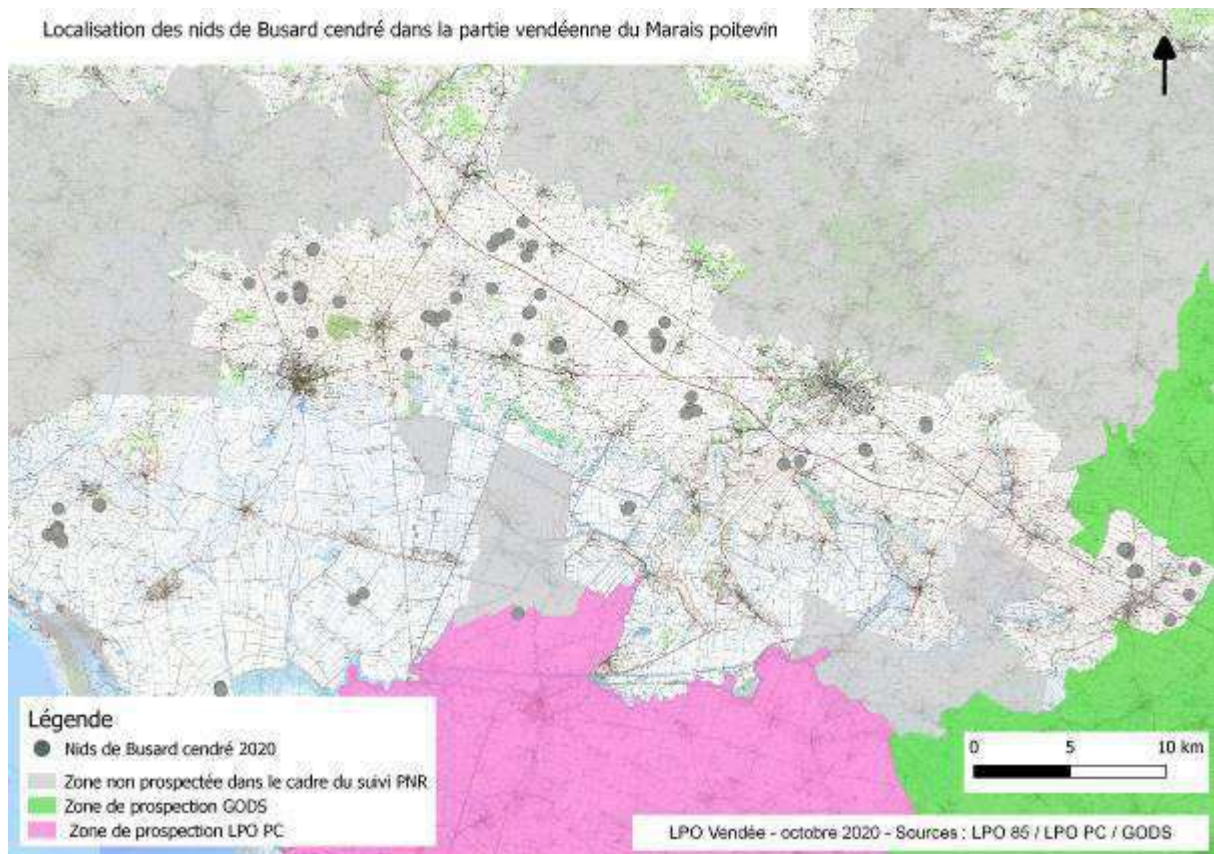 Localisation des nids de Busard cendré dans la partie vendéenne du Marais poitevin
Légende
Nids de Busard cendré 2020
Zone non prospectée dans le cadre du suivi PNR
Zone de prospection GODS
Zone de prospection LPO PC
0 5 10 km
LPO Vendée - octobre 2020 - Sources : LPO 85 / LPO PC / GODS